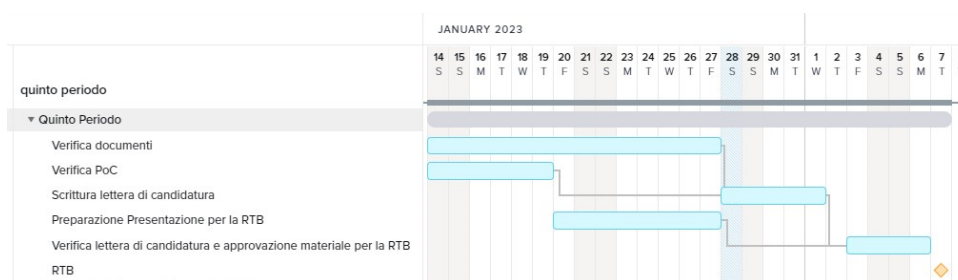 JANUARY 2023
14 15 16 17 18 19 20 21 22 23 24 25 26 27 28 29 30 31 1 2 3 4 5 6 7
S S M T W T F S S M T W T F S S M T W T F S S M T
quinto periodo
Quinto Periodo
Verifica documenti
Verifica PoC
Scrittura lettera di candidatura
Preparazione Presentazione per la RTB
Verifica lettera di candidatura e approvazione materiale per la RTB
RTB